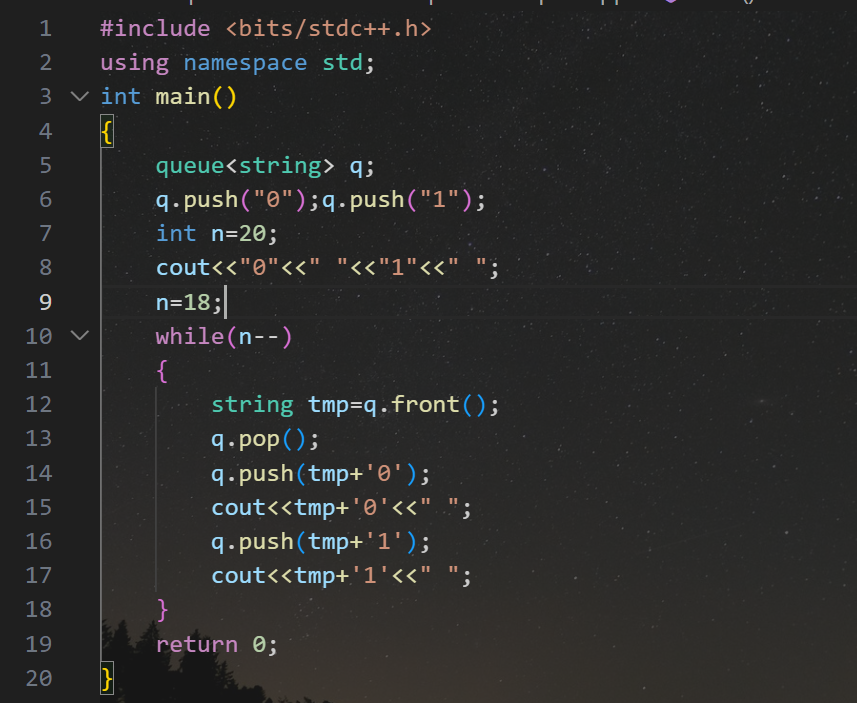 1 #include <bits/stdc++.h>
2 using namespace std;
3 int main()
4 {
5     queue<string> q;
6     q.push("0");q.push("1");
7     int n=20;
8     cout<<"0"<<" "<<"1"<<" ";
9     n=18;
10     while(n--)
11     {
12         string tmp=q.front();
13         q.pop();
14         q.push(tmp+'0');
15         cout<<tmp+'0'<<" ";
16         q.push(tmp+'1');
17         cout<<tmp+'1'<<" ";
18     }
19     return 0;
20 }